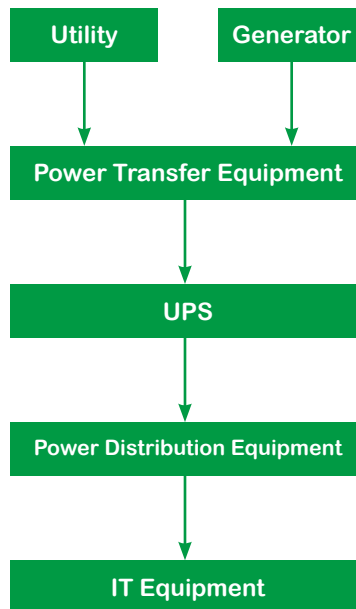 Utility
Generator
Power Transfer Equipment
UPS
Power Distribution Equipment
IT Equipment